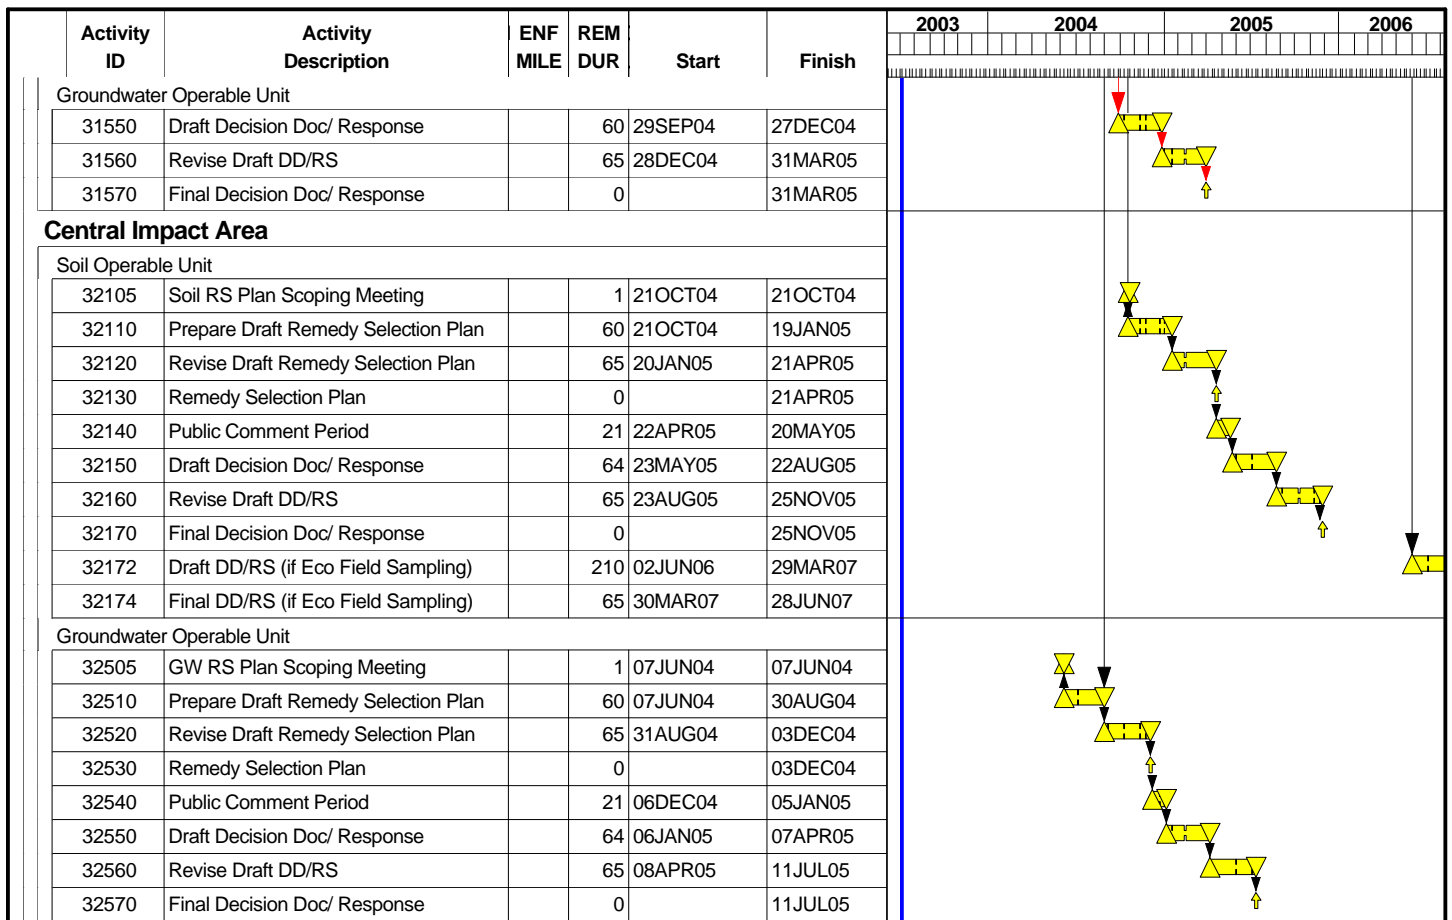 Activity ID Activity Description ENF MILE REM DUR Start Finish 2003 2004 2005 2006
Groundwater Operable Unit
31550 Draft Decision Doc/ Response 60 29SEP04 27DEC04
31560 Revise Draft DD/RS 65 28DEC04 31MAR05
31570 Final Decision Doc/ Response 0 31MAR05
Central Impact Area
Soil Operable Unit
32105 Soil RS Plan Scoping Meeting 1 21OCT04 21OCT04
32110 Prepare Draft Remedy Selection Plan 60 21OCT04 19JAN05
32120 Revise Draft Remedy Selection Plan 65 20JAN05 21APR05
32130 Remedy Selection Plan 0 21APR05
32140 Public Comment Period 21 22APR05 20MAY05
32150 Draft Decision Doc/ Response 64 23MAY05 22AUG05
32160 Revise Draft DD/RS 65 23AUG05 25NOV05
32170 Final Decision Doc/ Response 0 25NOV05
32172 Draft DD/RS (if Eco Field Sampling) 210 02JUN06 29MAR07
32174 Final DD/RS (if Eco Field Sampling) 65 30MAR07 28JUN07
Groundwater Operable Unit
32505 GW RS Plan Scoping Meeting 1 07JUN04 07JUN04
32510 Prepare Draft Remedy Selection Plan 60 07JUN04 30AUG04
32520 Revise Draft Remedy Selection Plan 65 31AUG04 03DEC04
32530 Remedy Selection Plan 0 03DEC04
32540 Public Comment Period 21 06DEC04 05JAN05
32550 Draft Decision Doc/ Response 64 06JAN05 07APR05
32560 Revise Draft DD/RS 65 08APR05 11JUL05
32570 Final Decision Doc/ Response 0 11JUL05